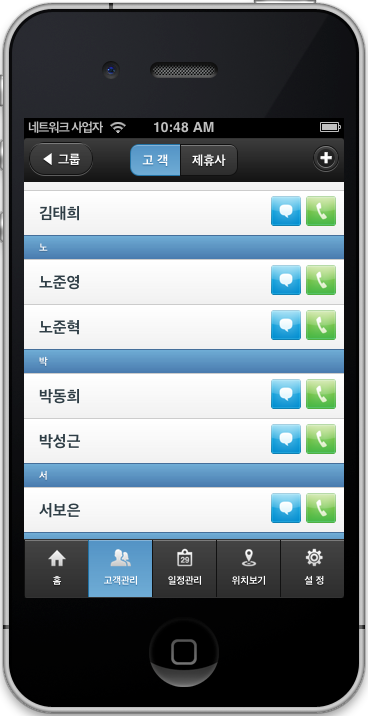 네트워크 사업자 10:48 AM
그룹 고 객 제휴사
김태희
노
노준영
노준혁
박
박동희
박성근
서
서보은
29
홈 고객관리 일정관리 위치보기 설 정